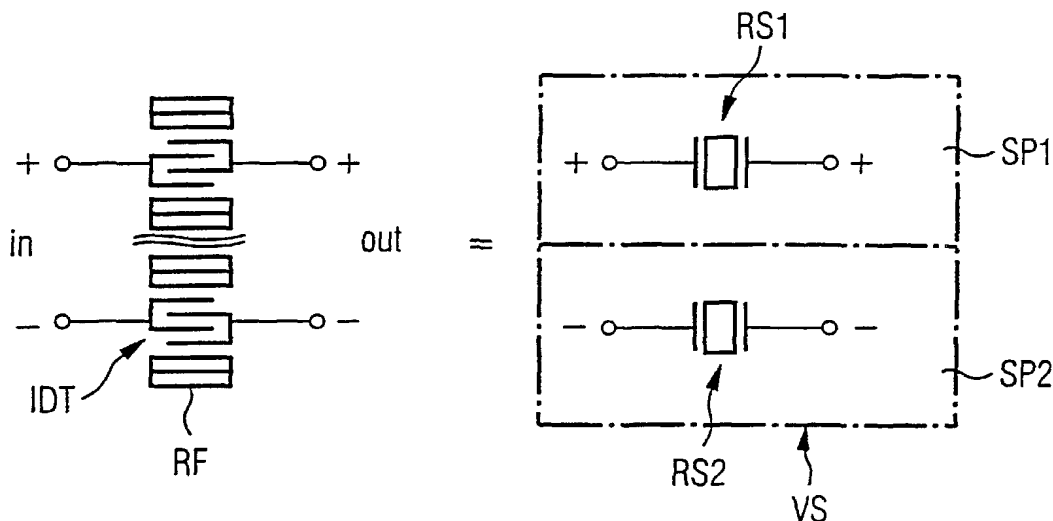 RS1
+ + + + SP1
in out =
− − − − SP2
IDT
RF RS2 VS